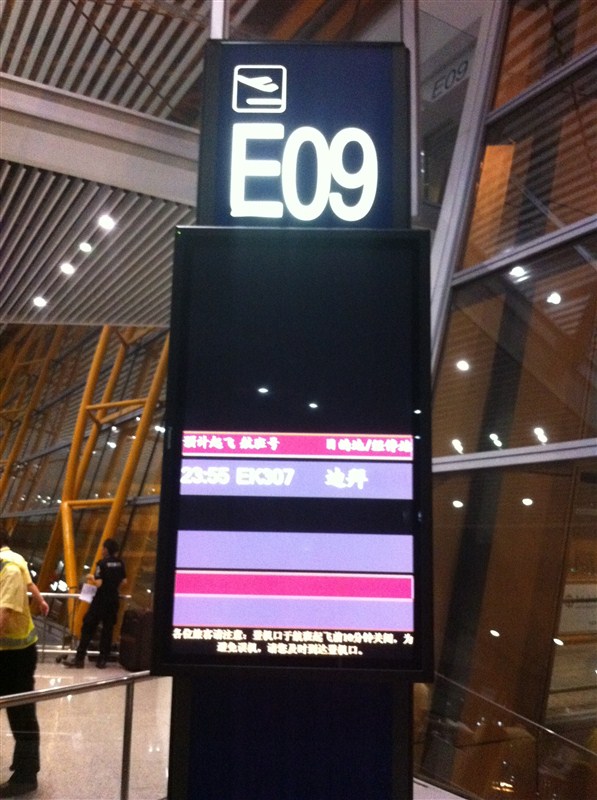 E09
E09
预计起飞 航班号 目的地/经停站
23:55 EK307 迪拜
各位旅客请注意：登机口于航班起飞前10分钟关闭，为
避免误机，请您及时到达登机口。